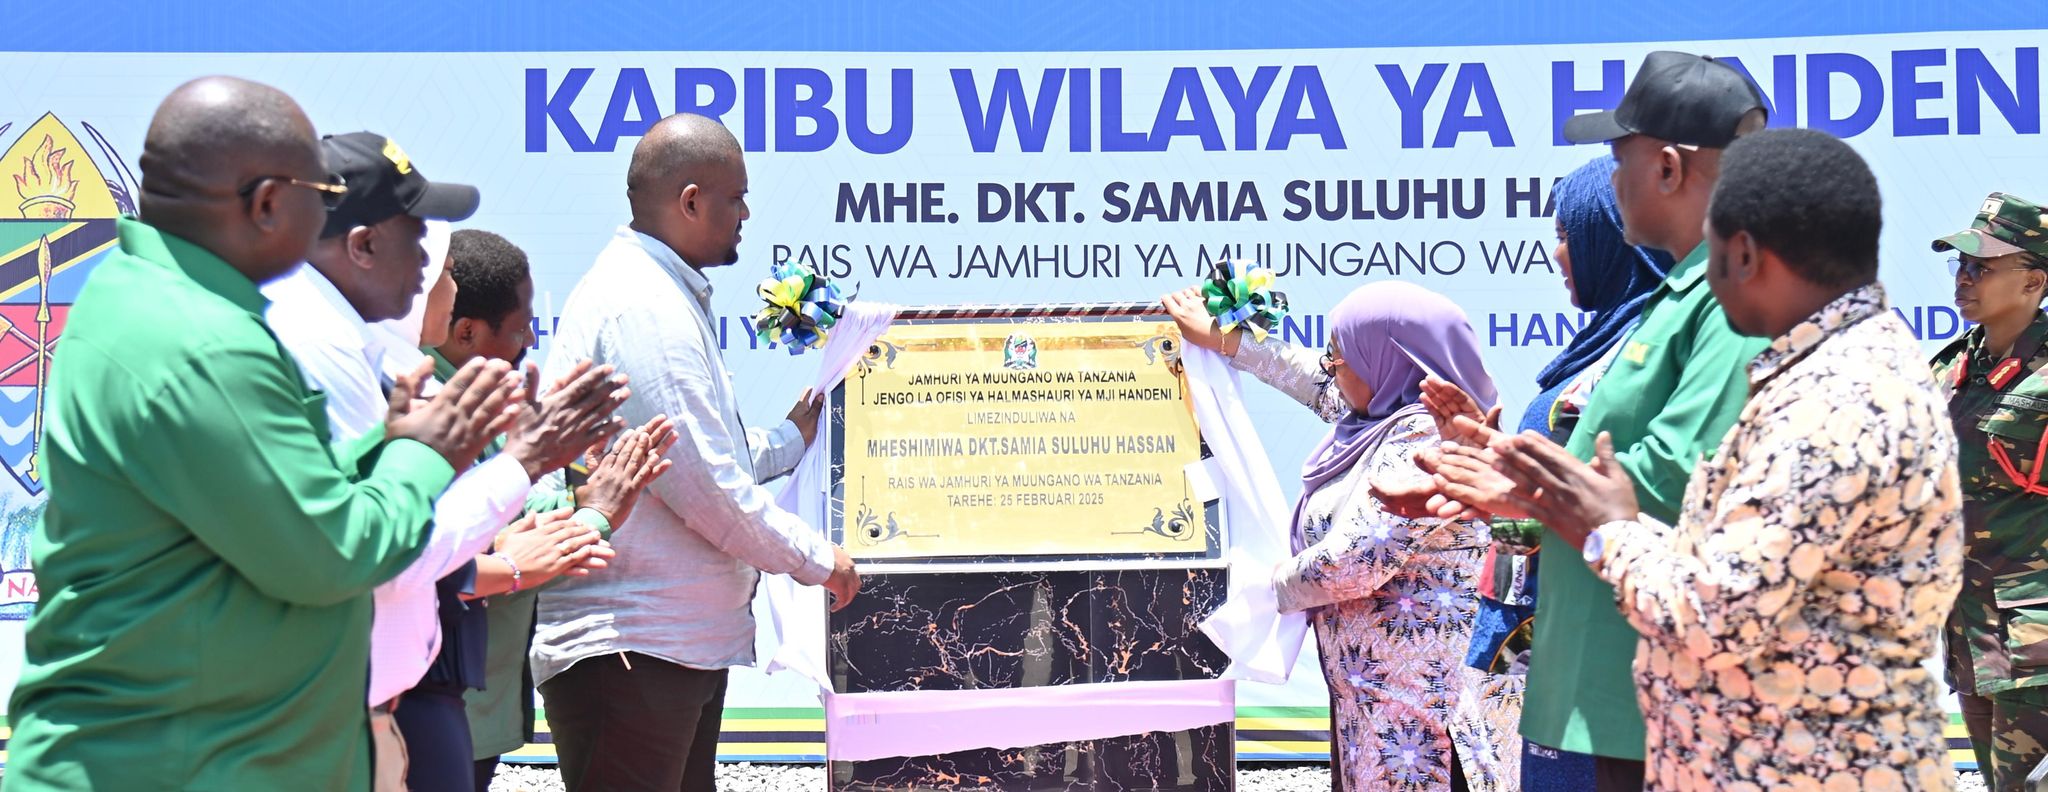 KARIBU WILAYA YA HANDENI
MHE. DKT. SAMIA SULUHU HA
RAIS WA JAMHURI YA MUUNGANO WA
JAMHURI YA MUUNGANO WA TANZANIA
JENGO LA OFISI YA HALMASHAURI YA MJI HANDENI
LIMEZINDULIWA NA
MHESHIMIWA DKT.SAMIA SULUHU HASSAN
RAIS WA JAMHURI YA MUUNGANO WA TANZANIA
TAREHE: 25 FEBRUARI 2025